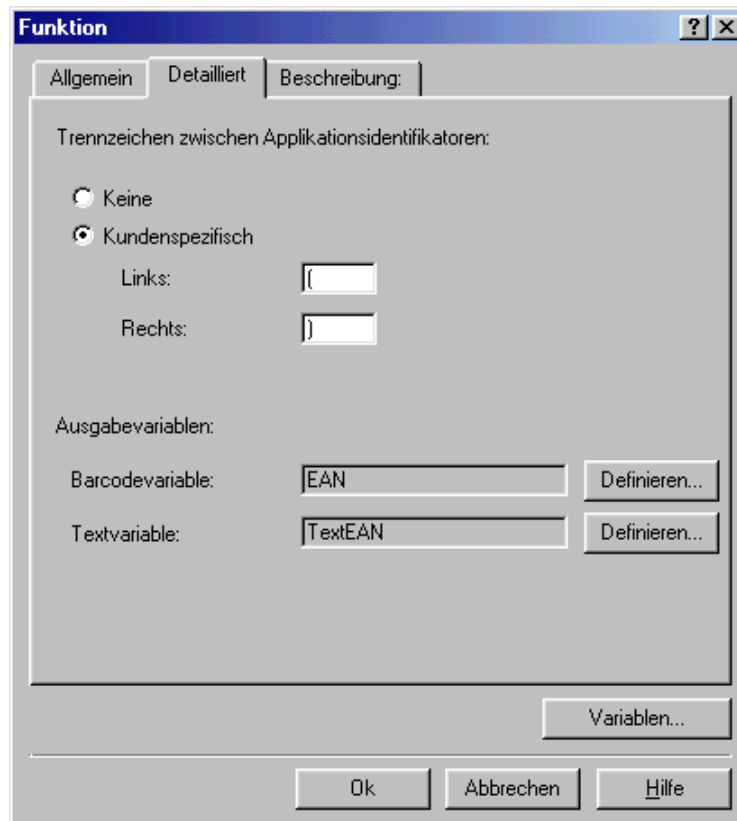 Funktion
Allgemein Detailliert Beschreibung:
Trennzeichen zwischen Applikationsidentifikatoren:
Keine
Kundenspezifisch
Links: (
Rechts: )
Ausgabevariablen:
Barcodevariable: EAN Definieren...
Textvariable: TextEAN Definieren...
Variablen...
Ok Abbrechen Hilfe